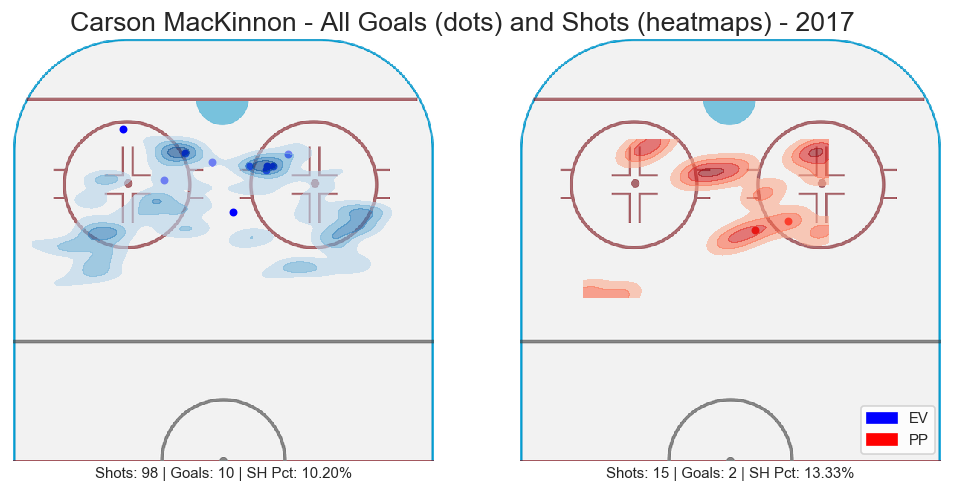 Carson MacKinnon - All Goals (dots) and Shots (heatmaps) - 2017
EV
PP
Shots: 98 | Goals: 10 | SH Pct: 10.20%
Shots: 15 | Goals: 2 | SH Pct: 13.33%